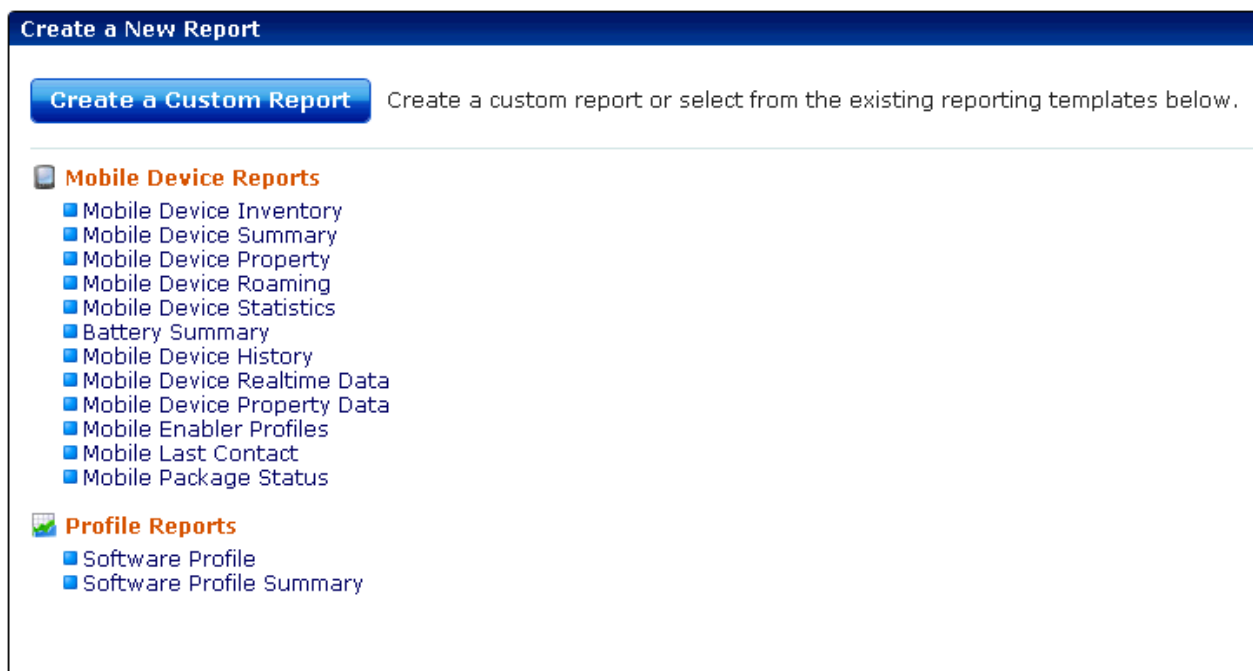 Create a New Report
Create a Custom Report Create a custom report or select from the existing reporting templates below.
Mobile Device Reports
Mobile Device Inventory
Mobile Device Summary
Mobile Device Property
Mobile Device Roaming
Mobile Device Statistics
Battery Summary
Mobile Device History
Mobile Device Realtime Data
Mobile Device Property Data
Mobile Enabler Profiles
Mobile Last Contact
Mobile Package Status
Profile Reports
Software Profile
Software Profile Summary